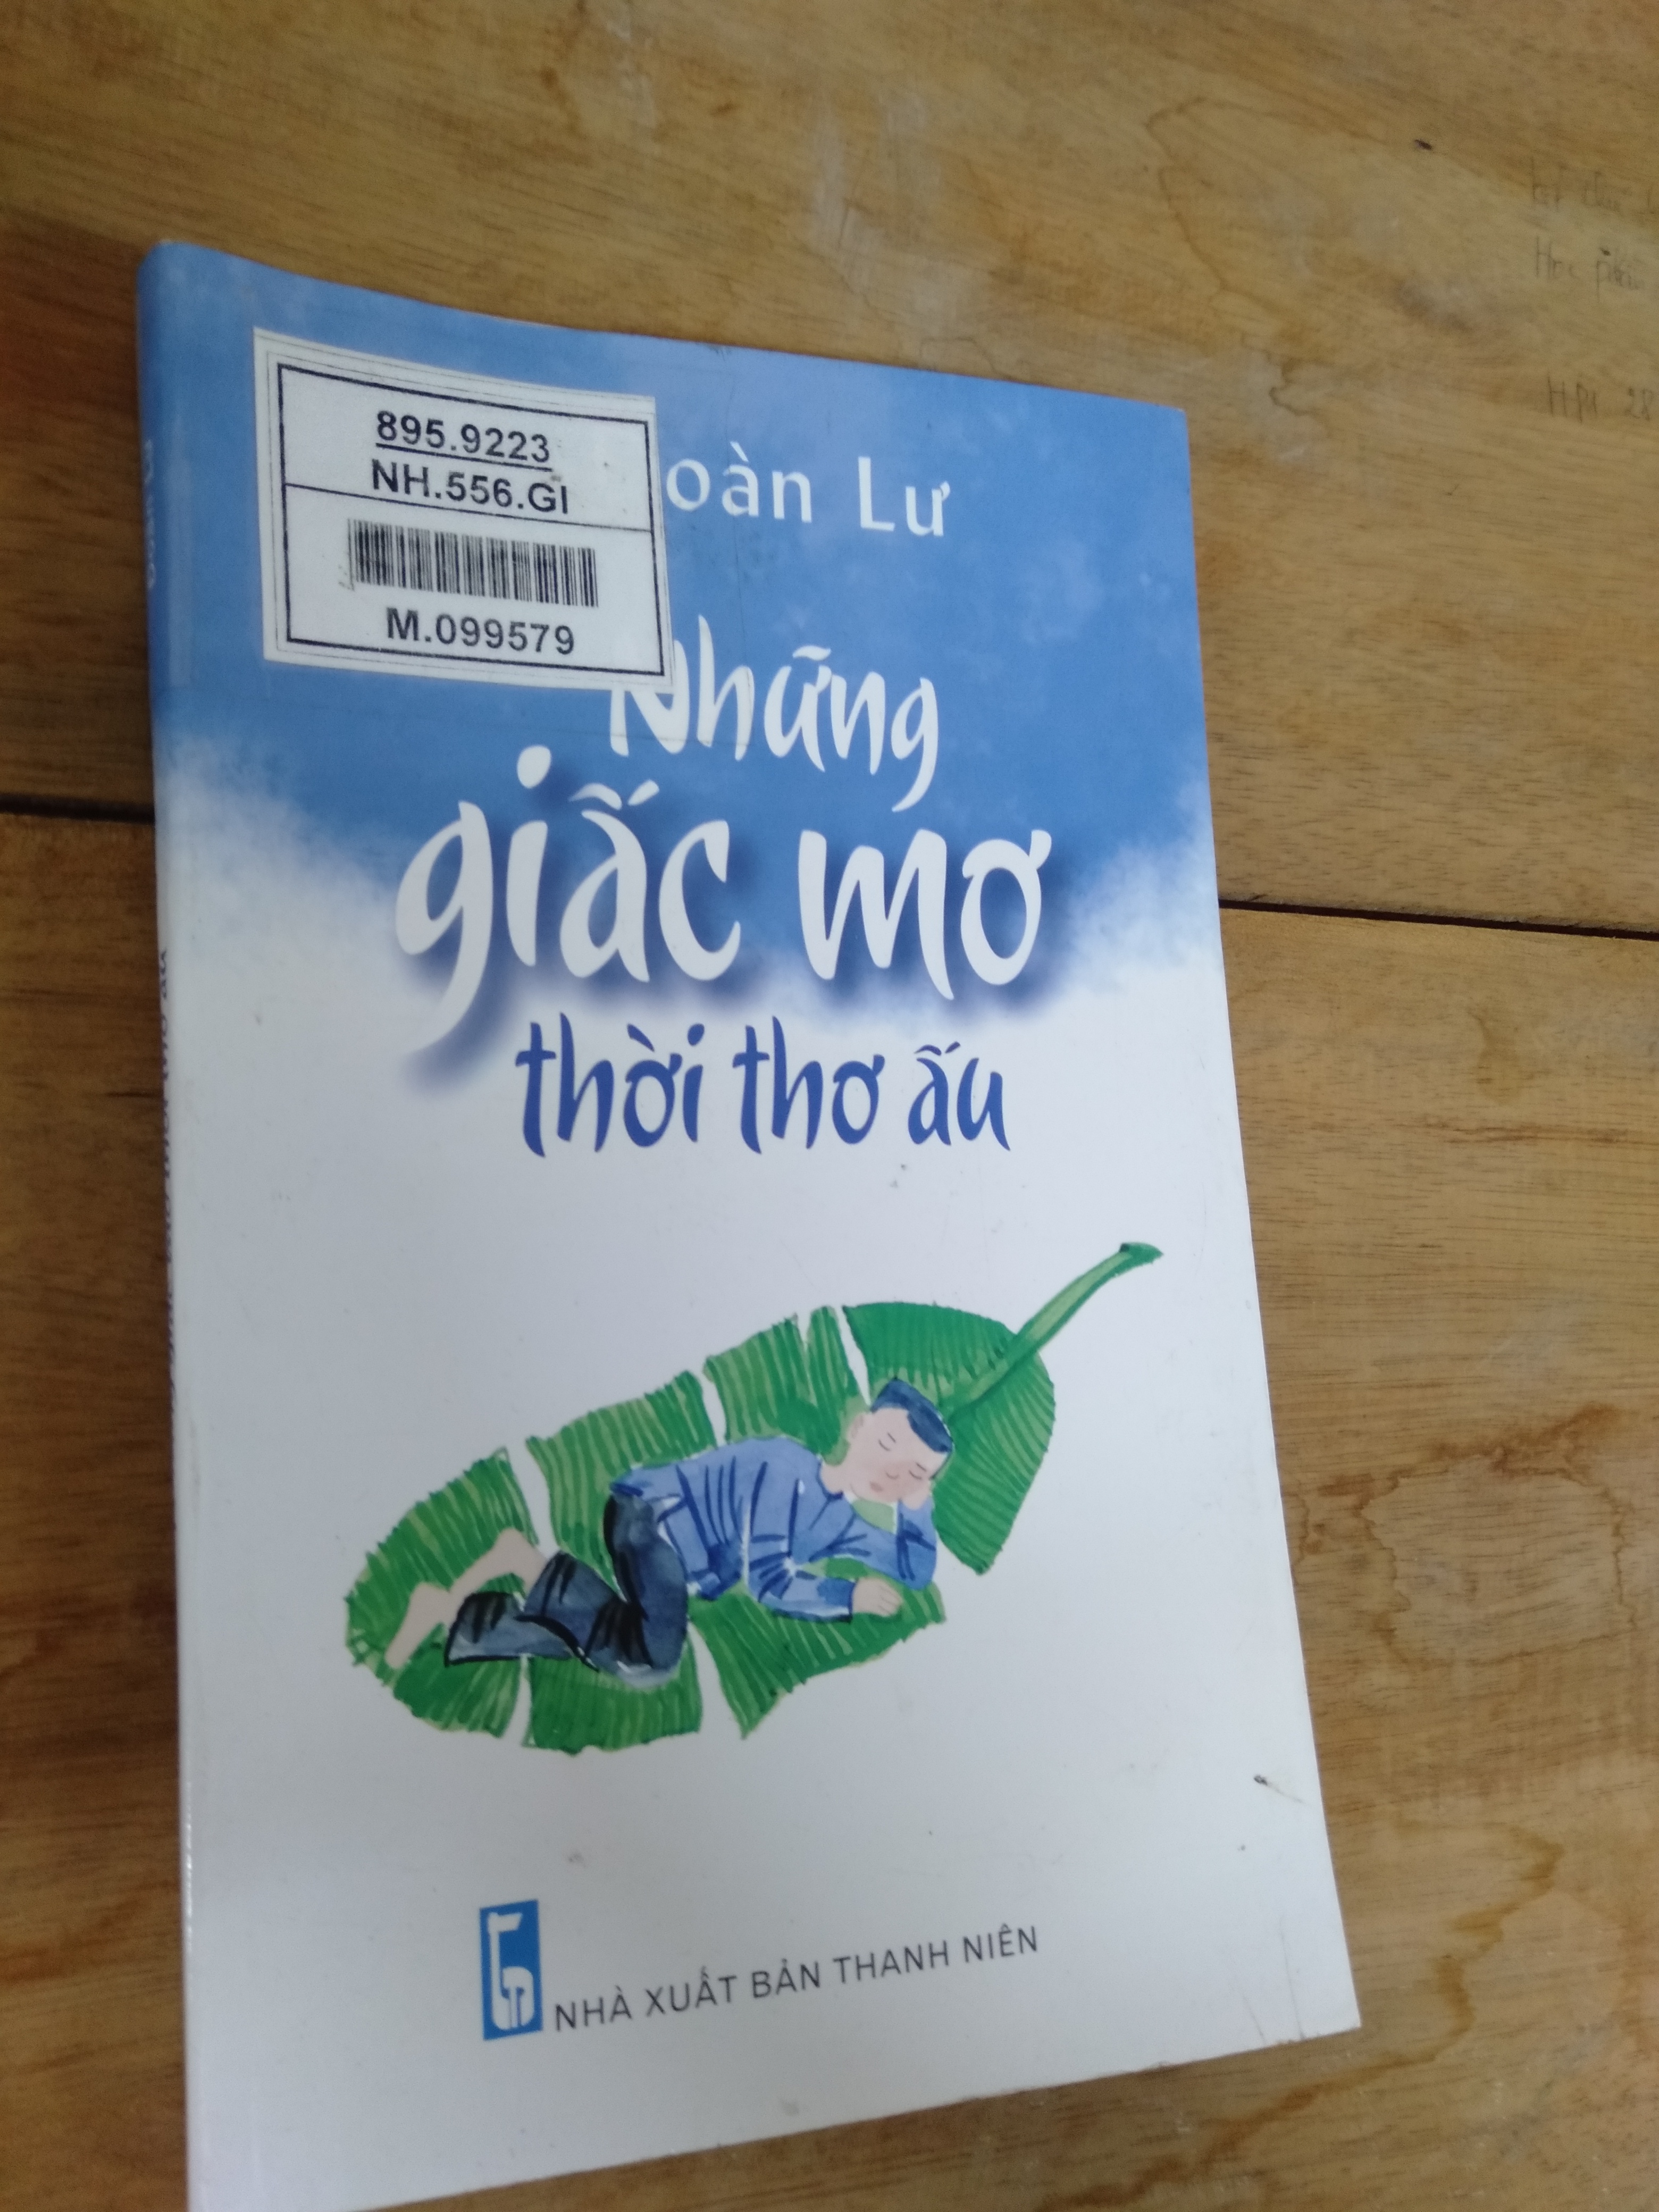 895.9223
NH.556.GI
M.099579
oàn Lư
Những
giấc mơ
thời thơ ấu
NHÀ XUẤT BẢN THANH NIÊN